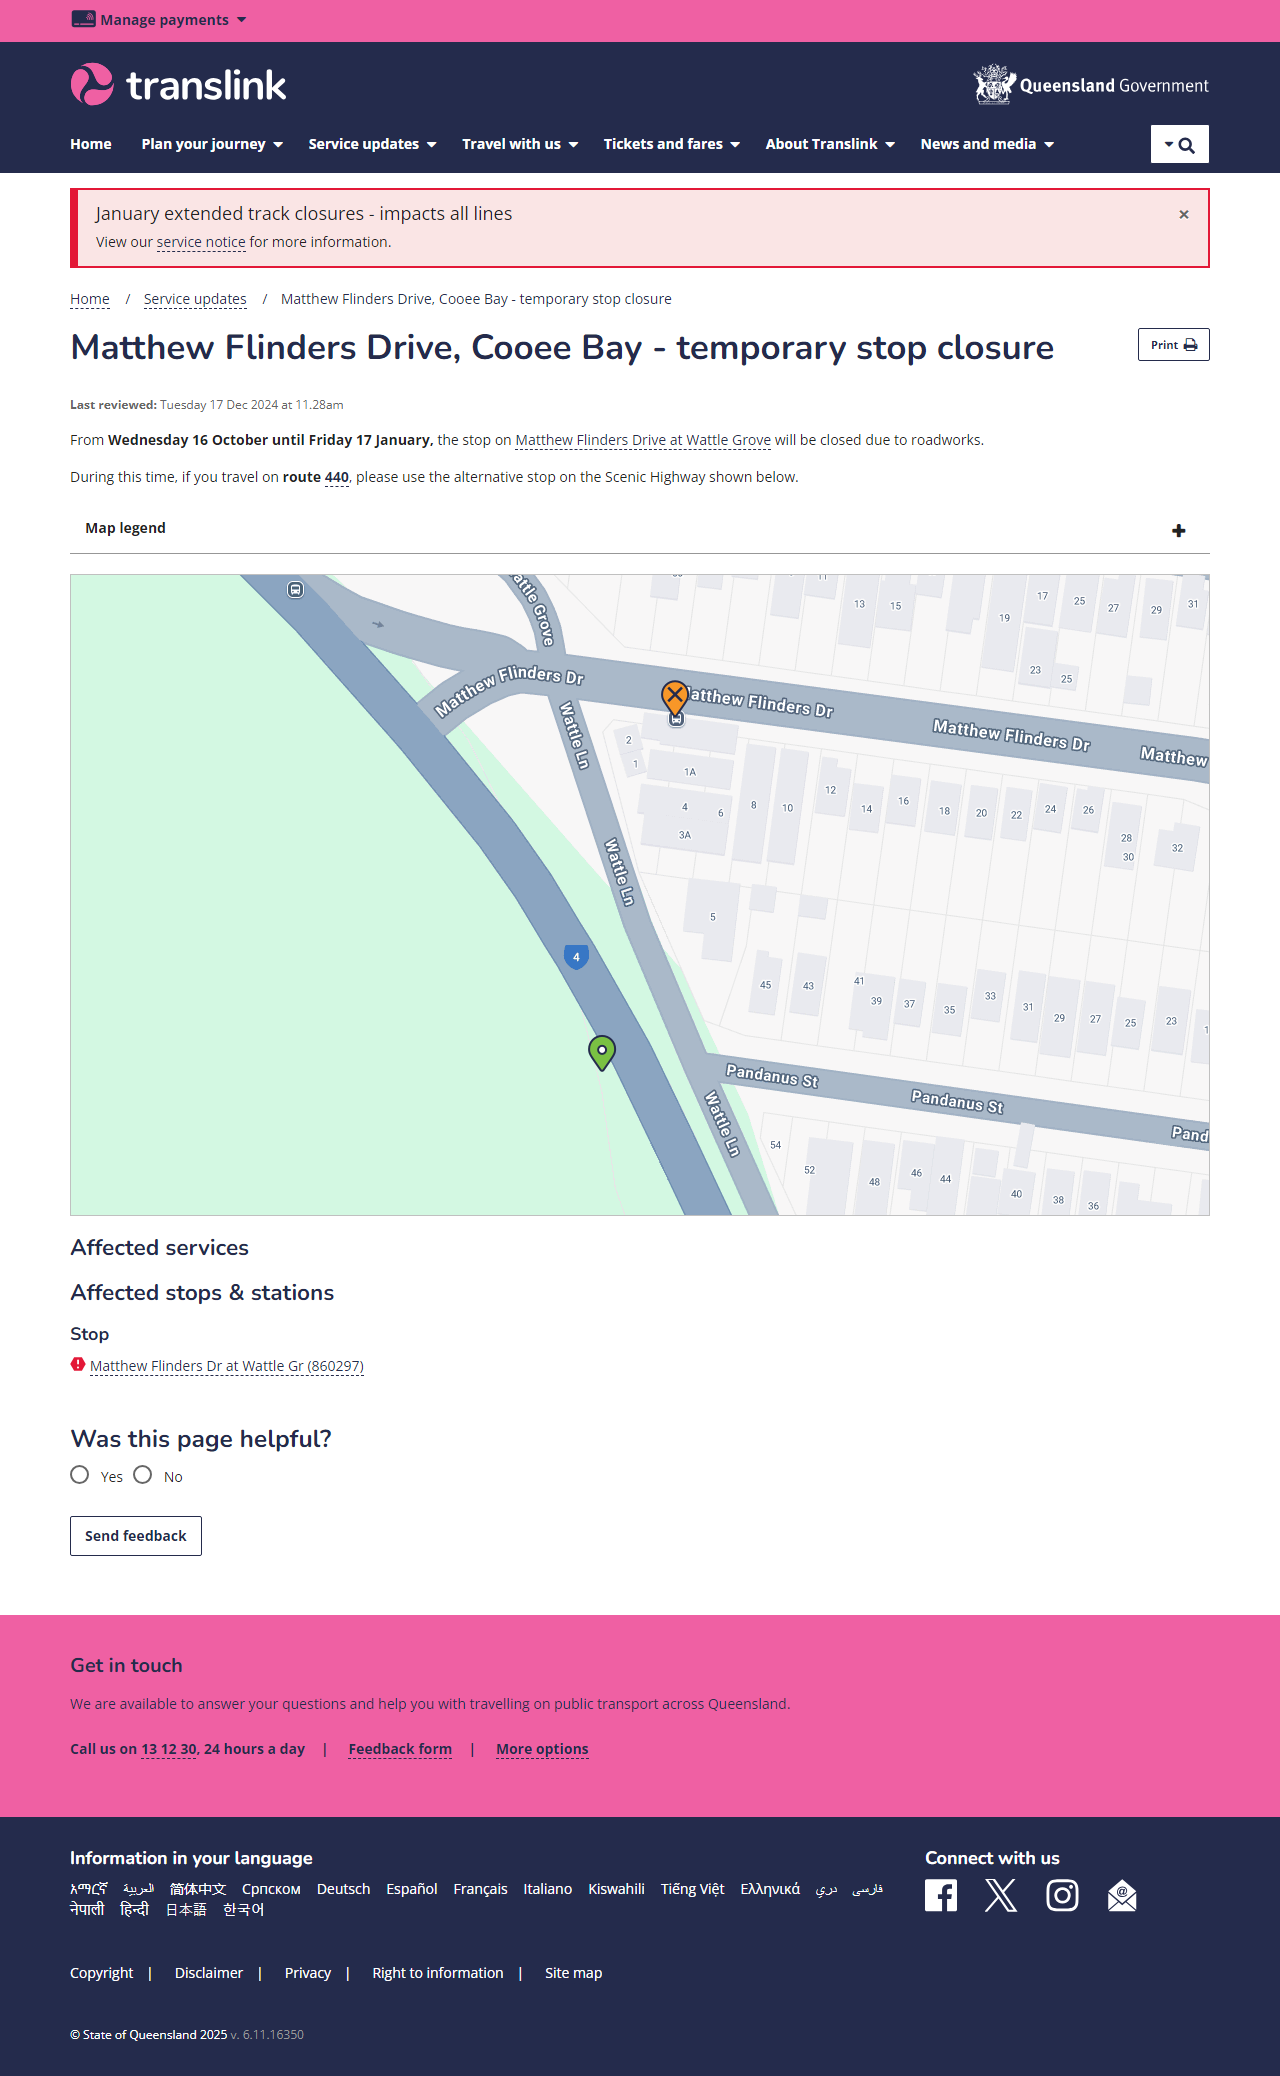 Manage payments
translink
Queensland Government
Home Plan your journey Service updates Travel with us Tickets and fares About Translink News and media
January extended track closures - impacts all lines
×
View our service notice for more information.
Home / Service updates / Matthew Flinders Drive, Cooee Bay - temporary stop closure
Matthew Flinders Drive, Cooee Bay - temporary stop closure
Print
Last reviewed: Tuesday 17 Dec 2024 at 11.28am
From Wednesday 16 October until Friday 17 January, the stop on Matthew Flinders Drive at Wattle Grove will be closed due to roadworks.
During this time, if you travel on route 440, please use the alternative stop on the Scenic Highway shown below.
Map legend
11
13
15
17
19
25
27
29
31
23
25
Wattle Grove
Matthew Flinders Dr
Matthew Flinders Dr
Matthew Flinders Dr
Matthew
Wattle Ln
2
1
1A
4
6
3A
8
10
12
14
16
18
20
22
24
26
28
30
32
Wattle Ln
5
4
45
43
41
39
37
35
33
31
29
27
25
23
Pandanus St
Pandanus St
Pand
Wattle Ln
54
52
48
46
44
40
38
36
Affected services
Affected stops & stations
Stop
Matthew Flinders Dr at Wattle Gr (860297)
Was this page helpful?
Yes No
Send feedback
Get in touch
We are available to answer your questions and help you with travelling on public transport across Queensland.
Call us on 13 12 30, 24 hours a day | Feedback form | More options
Information in your language
አማርኛ العربية 简体中文 Српском Deutsch Español Français Italiano Kiswahili Tiếng Việt Ελληνικά دري فارسی
नेपाली हिन्दी 日本語 한국어
Connect with us
Copyright | Disclaimer | Privacy | Right to information | Site map
© State of Queensland 2025 v. 6.11.16350